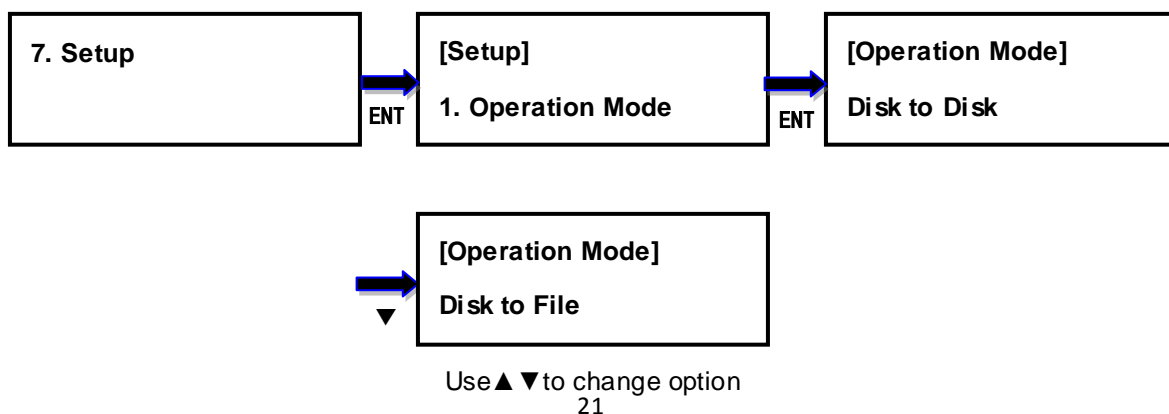 7. Setup
ENT
[Setup]
1. Operation Mode
ENT
[Operation Mode]
Disk to Disk
▼
[Operation Mode]
Disk to File
Use▲▼to change option
21